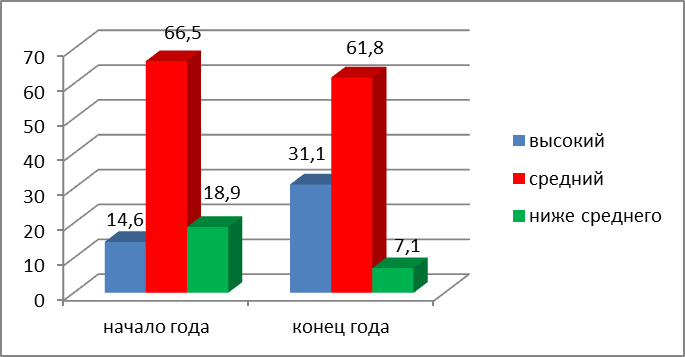 66,5
61,8
70
60
50
40
30
20
10
0
14,6
18,9
31,1
7,1
начало года
конец года
высокий
средний
ниже среднего